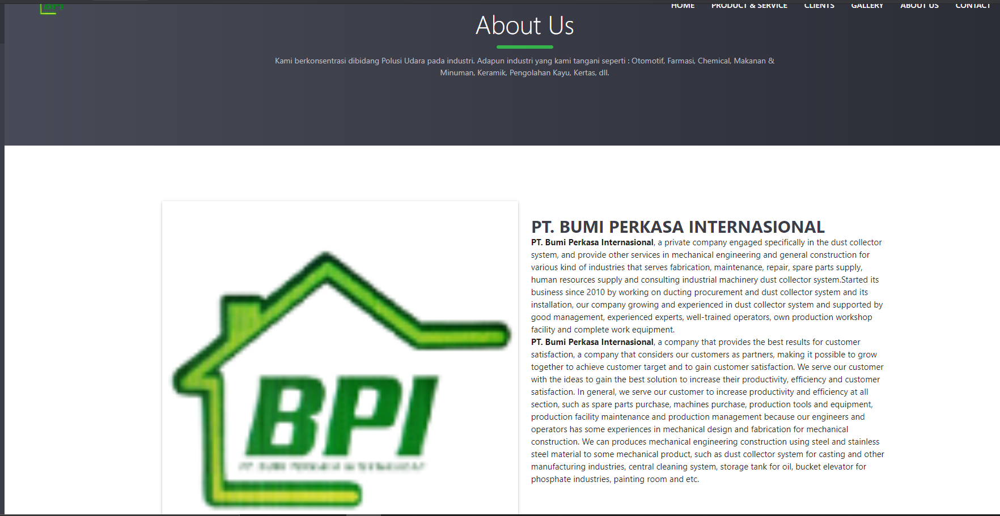 BPI
HOME PRODUCT & SERVICE CLIENTS GALLERY ABOUT US CONTACT
About Us
Kami berkonsentrasi dibidang Polusi Udara pada industri. Adapun industri yang kami tangani seperti : Otomotif, Farmasi, Chemical, Makanan &
Minuman, Keramik, Pengolahan Kayu, Kertas, dll.
BPI
PT. BUMI PERKASA INTERNASIONAL
PT. Bumi Perkasa Internasional, a private company engaged specifically in the dust collector
system, and provide other services in mechanical engineering and general construction for
various kind of industries that serves fabrication, maintenance, repair, spare parts supply,
human resources supply and consulting industrial machinery dust collector system.Started its
business since 2010 by working on ducting procurement and dust collector system and its
installation, our company growing and experienced in dust collector system and supported by
good management, experienced experts, well-trained operators, own production workshop
facility and complete work equipment.
PT. Bumi Perkasa Internasional, a company that provides the best results for customer
satisfaction, a company that considers our customers as partners, making it possible to grow
together to achieve customer target and to gain customer satisfaction. We serve our customer
with the ideas to gain the best solution to increase their productivity, efficiency and customer
satisfaction. In general, we serve our customer to increase productivity and efficiency at all
section, such as spare parts purchase, machines purchase, production tools and equipment,
production facility maintenance and production management because our engineers and
operators has some experiences in mechanical design and fabrication for mechanical
construction. We can produces mechanical engineering construction using steel and stainless
steel material to some mechanical product, such as dust collector system for casting and other
manufacturing industries, central cleaning system, storage tank for oil, bucket elevator for
phosphate industries, painting room and etc.